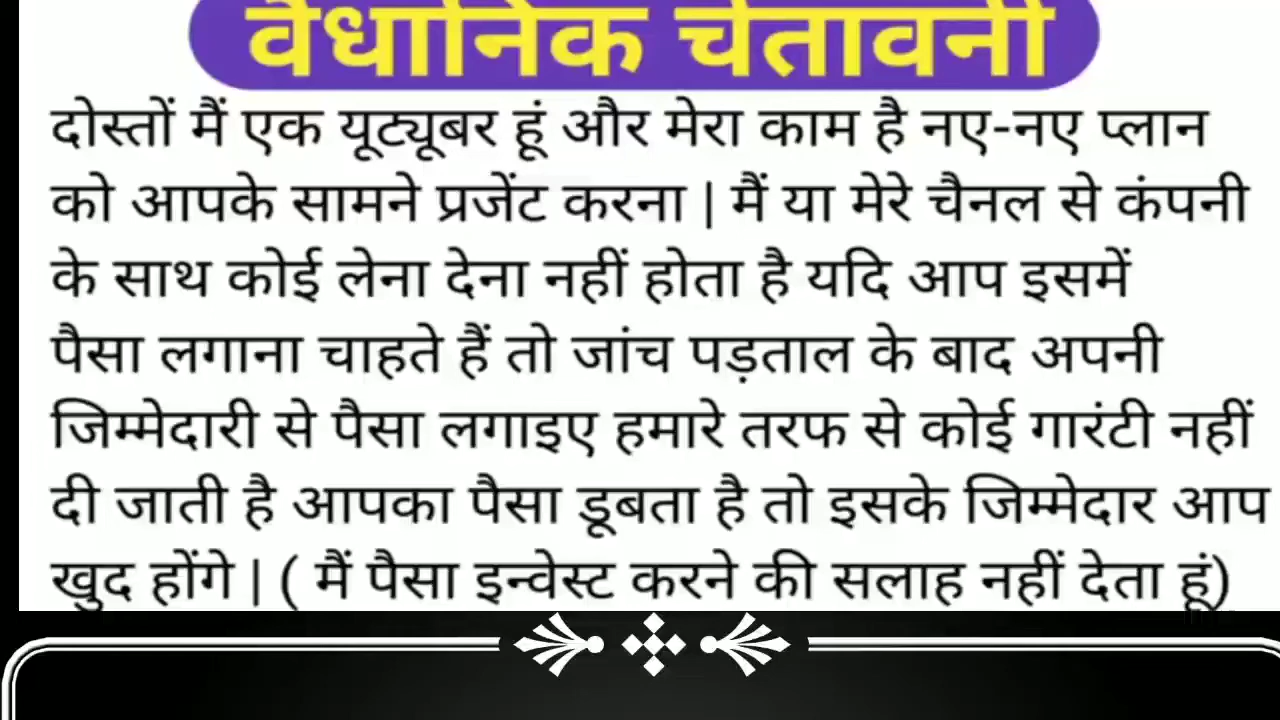 वैधानिक चेतावनी
दोस्तों मैं एक यूट्यूबर हूं और मेरा काम है नए-नए प्लान
को आपके सामने प्रजेंट करना | मैं या मेरे चैनल से कंपनी
के साथ कोई लेना देना नहीं होता है यदि आप इसमें
पैसा लगाना चाहते हैं तो जांच पड़ताल के बाद अपनी
जिम्मेदारी से पैसा लगाइए हमारे तरफ से कोई गारंटी नहीं
दी जाती है आपका पैसा डूबता है तो इसके जिम्मेदार आप
खुद होंगे | ( मैं पैसा इन्वेस्ट करने की सलाह नहीं देता हूं)